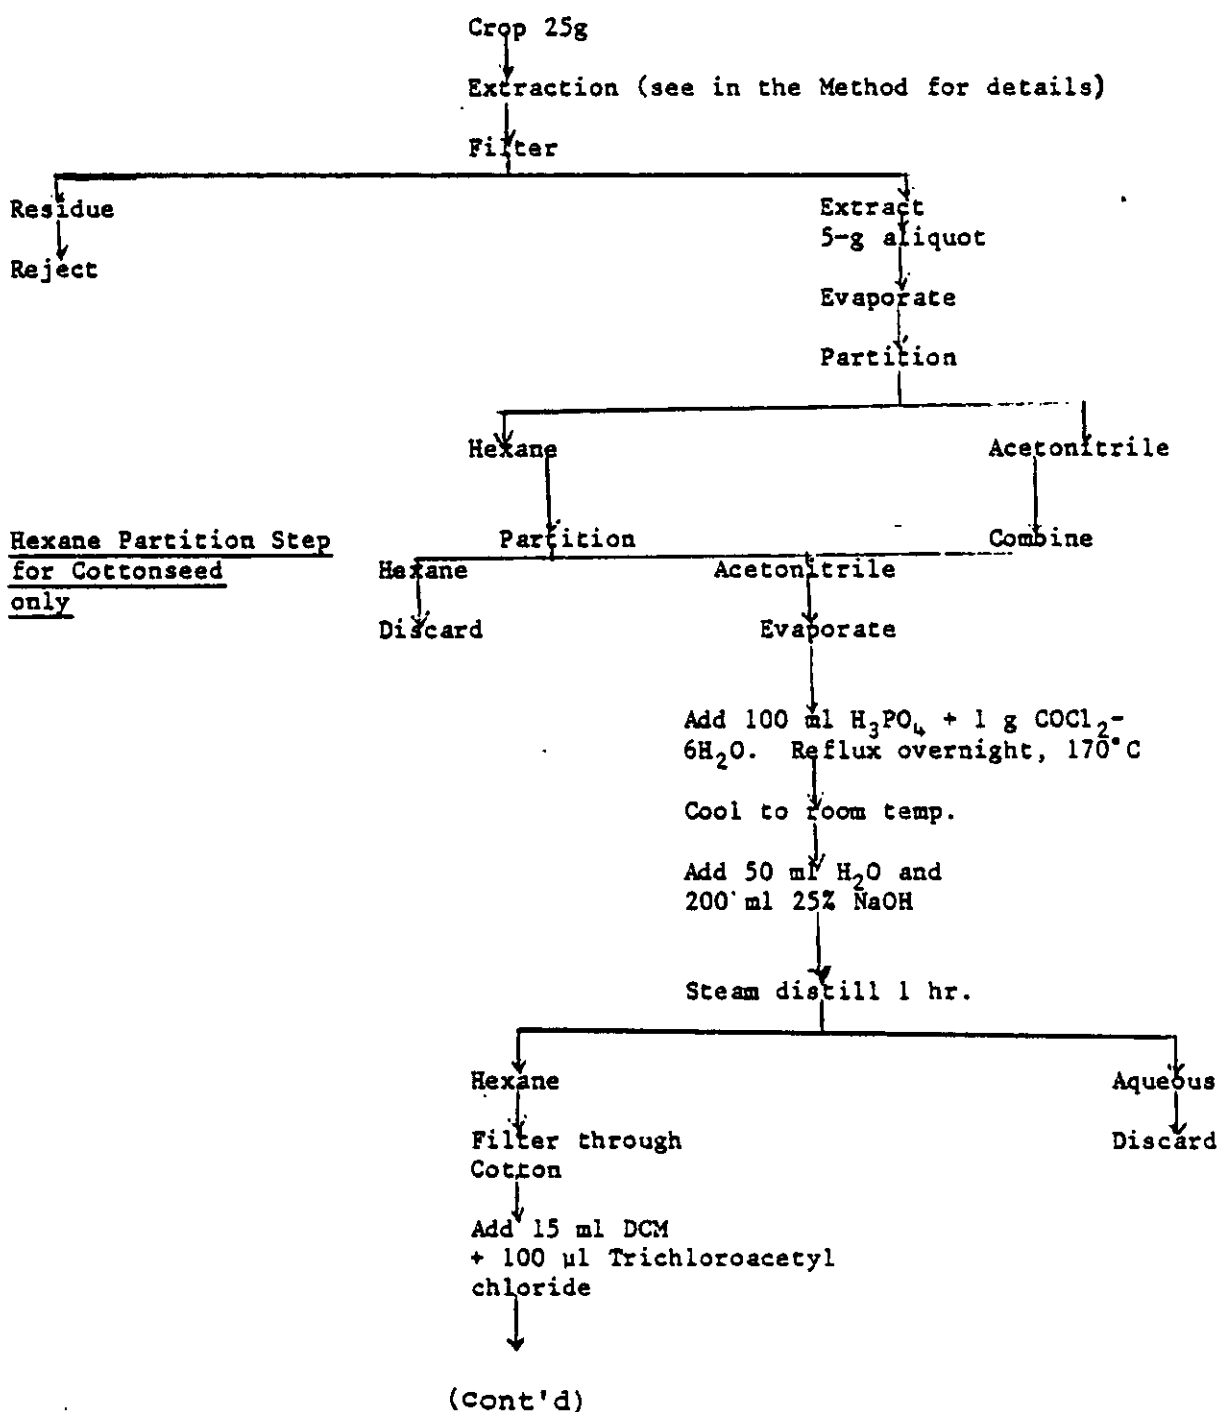 Crop 25g
Extraction (see in the Method for details)
Filter
Residue
Reject
Extract
5-g aliquot
Evaporate
Partition
Hexane
Acetonitrile
Hexane Partition Step
for Cottonseed
only
Partition
Combine
Hexane
Acetonitrile
Discard
Evaporate
Add 100 ml H₃PO₄ + 1 g COCl₂-
6H₂O. Reflux overnight, 170°C
Cool to room temp.
Add 50 ml H₂O and
200 ml 25% NaOH
Steam distill 1 hr.
Hexane
Aqueous
Filter through
Cotton
Discard
Add 15 ml DCM
+ 100 µl Trichloroacetyl
chloride
(cont'd)